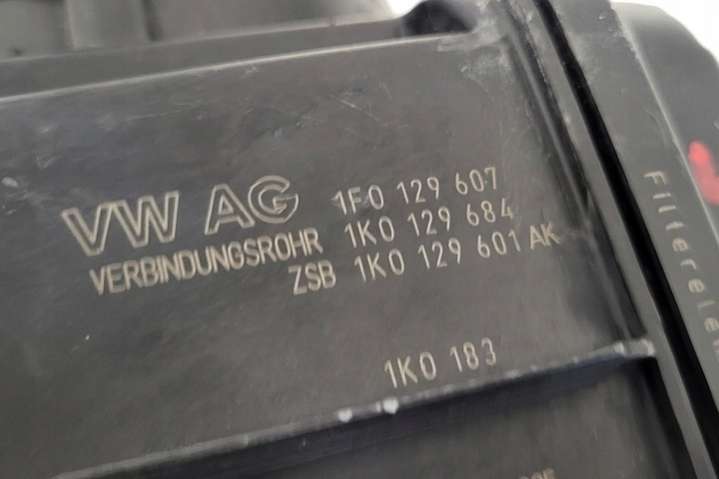 VW AG 1F0 129 607
VERBINDUNGSROHR 1K0 129 684
ZSB 1K0 129 601 AK
1K0 183